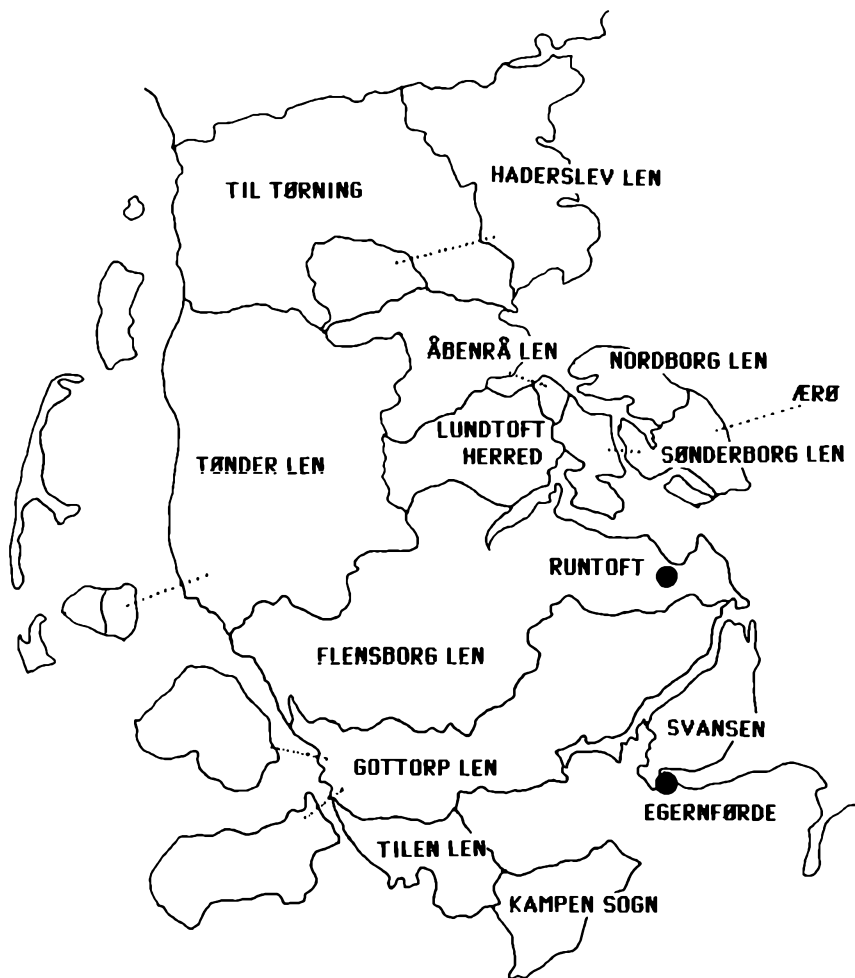 HADERSLEV LEN
TIL TØRNING
ÅBENRÅ LEN
NORDBORG LEN
ÆRØ
LUNDTOFT
HERRED
SØNDERBORG LEN
TØNDER LEN
RUNTOFT
FLENSBORG LEN
SVANSEN
GOTTORP LEN
EGERNFØRDE
TILEN LEN
KAMPEN SOGN